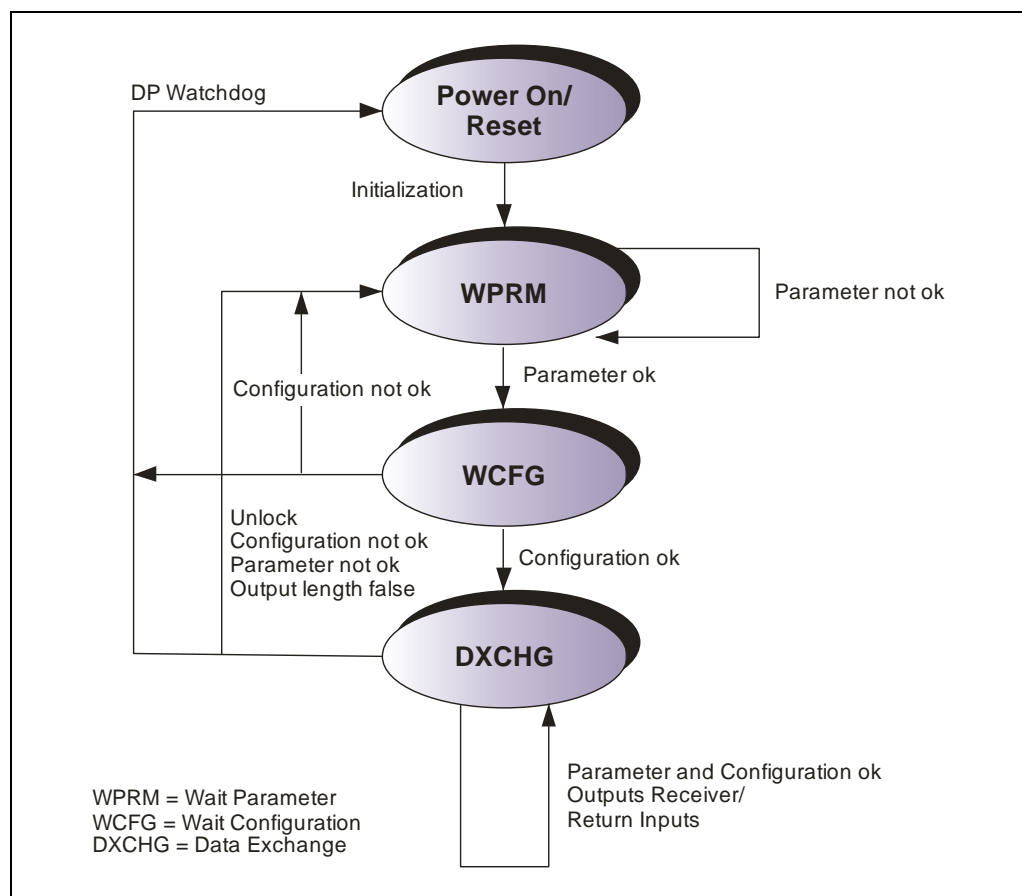 DP Watchdog
Power On/
Reset
Initialization
WPRM
Parameter not ok
Configuration not ok
Parameter ok
WCFG
Unlock
Configuration not ok
Parameter not ok
Output length false
Configuration ok
DXCHG
Parameter and Configuration ok
Outputs Receiver/
Return Inputs
WPRM = Wait Parameter
WCFG = Wait Configuration
DXCHG = Data Exchange